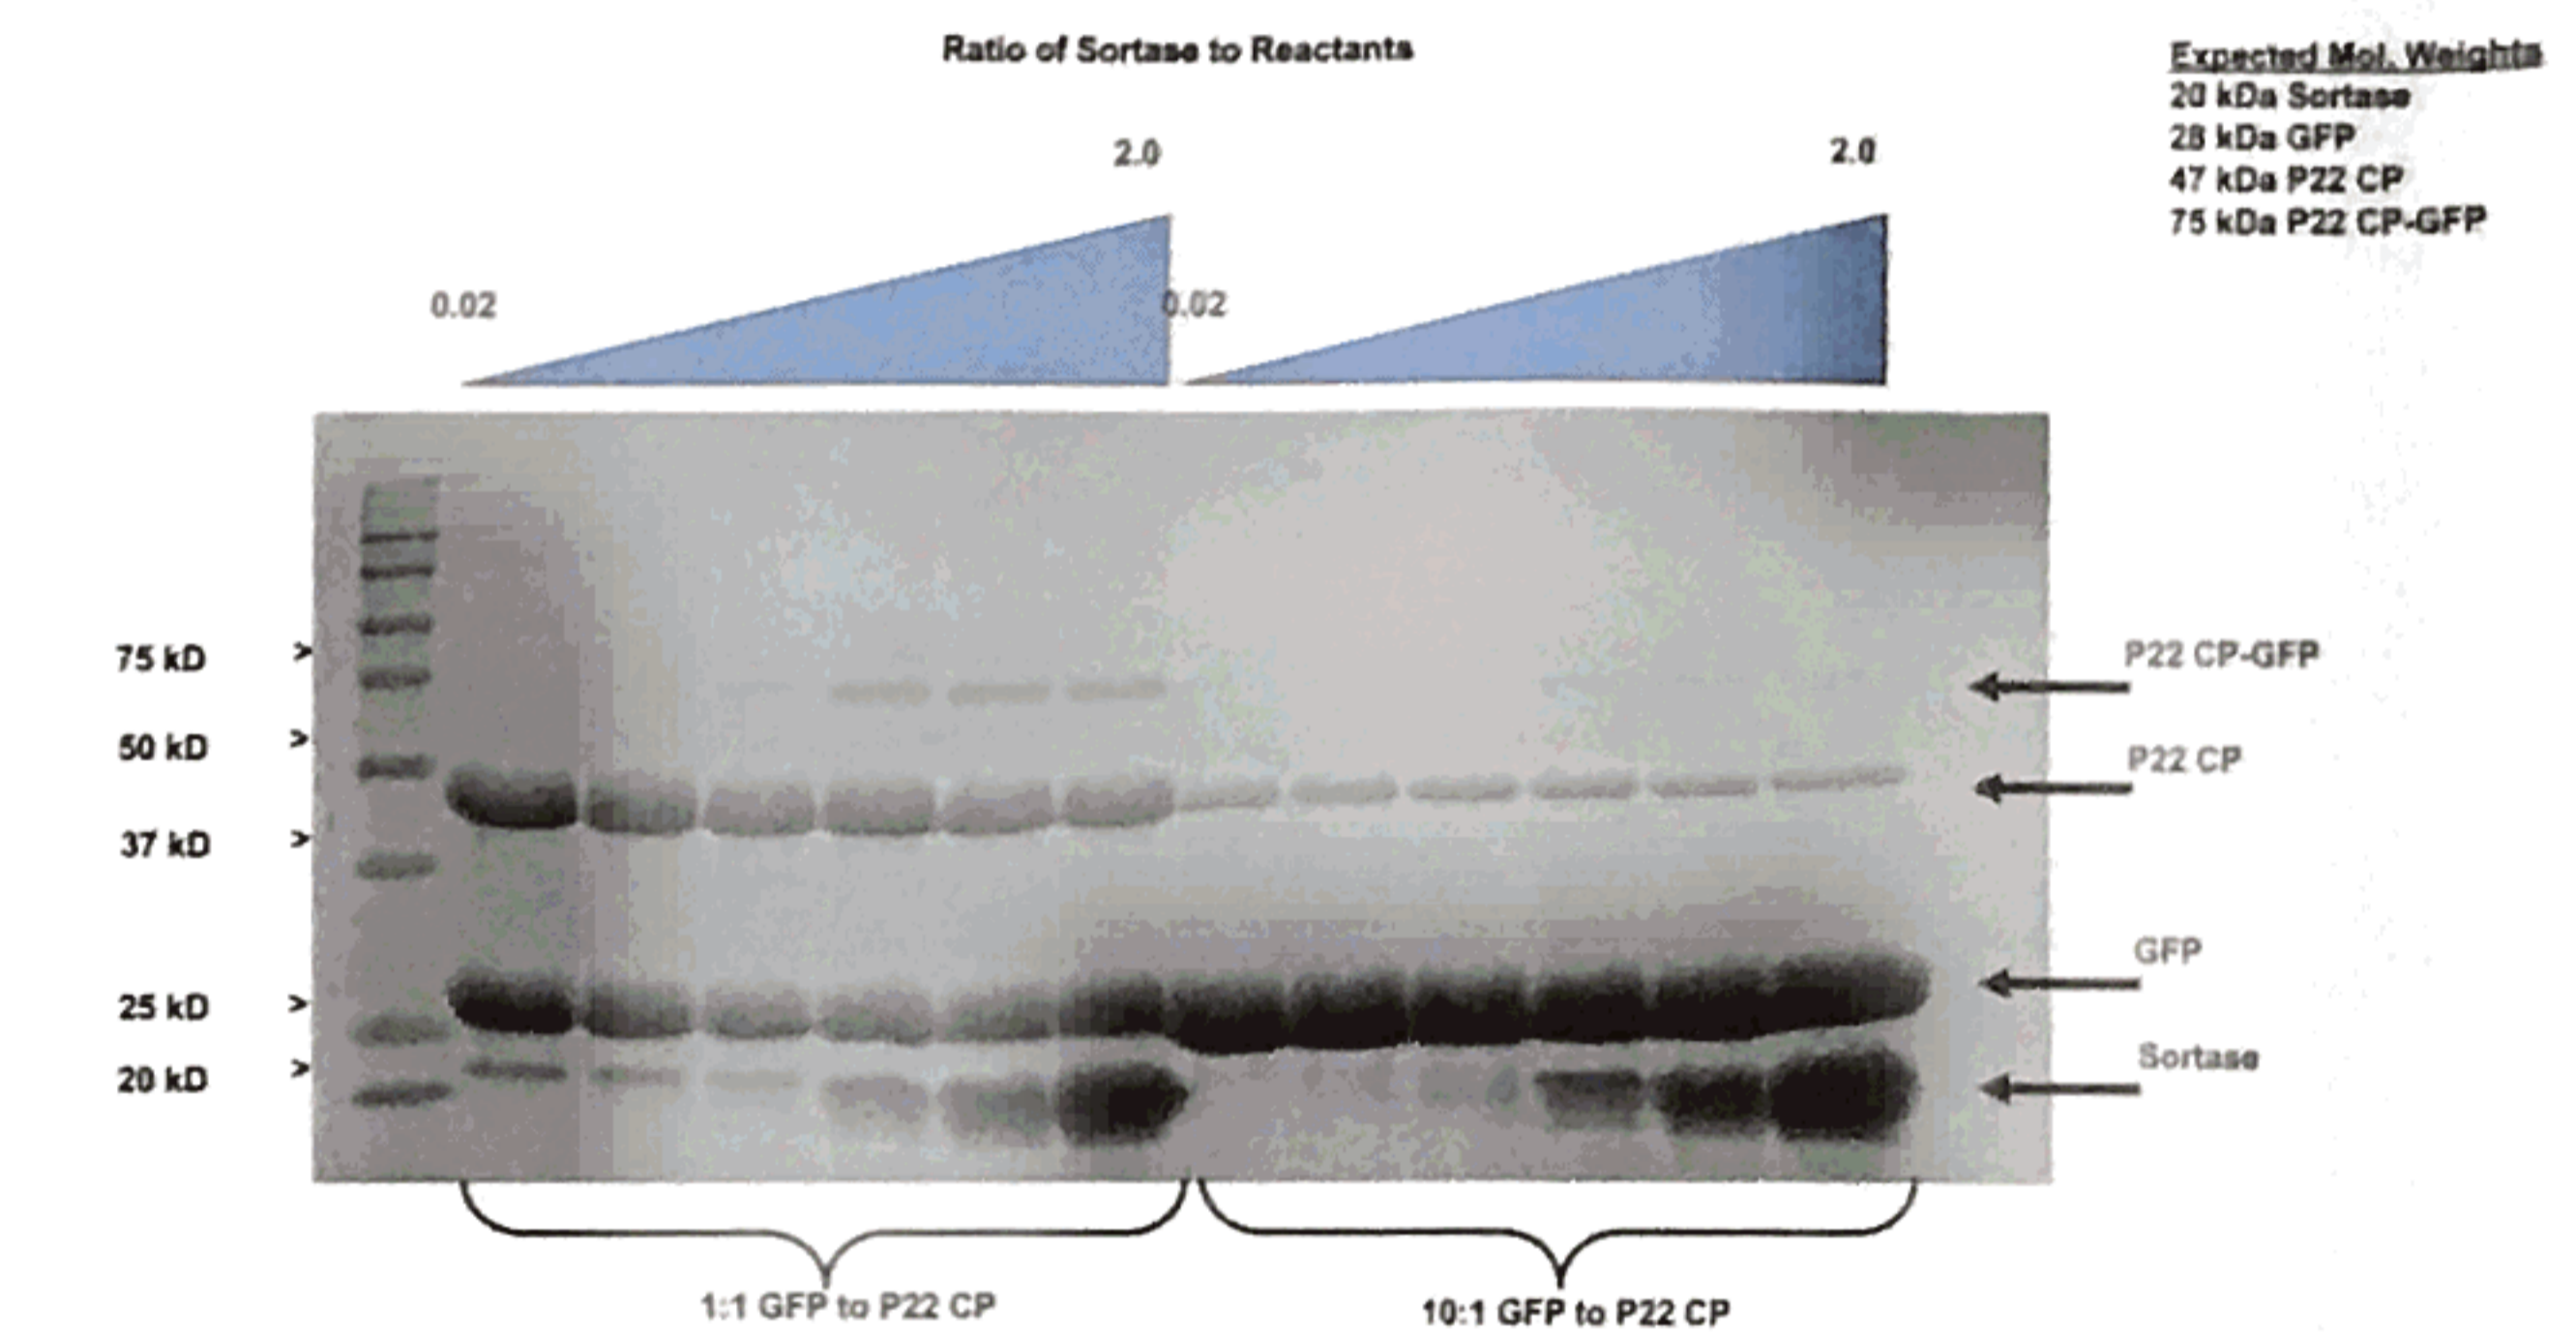 Ratio of Sortase to Reactants
Expected Mol. Weights
20 kDa Sortase
28 kDa GFP
47 kDa P22 CP
75 kDa P22 CP-GFP
2.0
2.0
0.02
0.02
75 kD >
P22 CP-GFP
50 kD >
P22 CP
37 kD >
GFP
25 kD >
Sortase
20 kD >
1:1 GFP to P22 CP
10:1 GFP to P22 CP